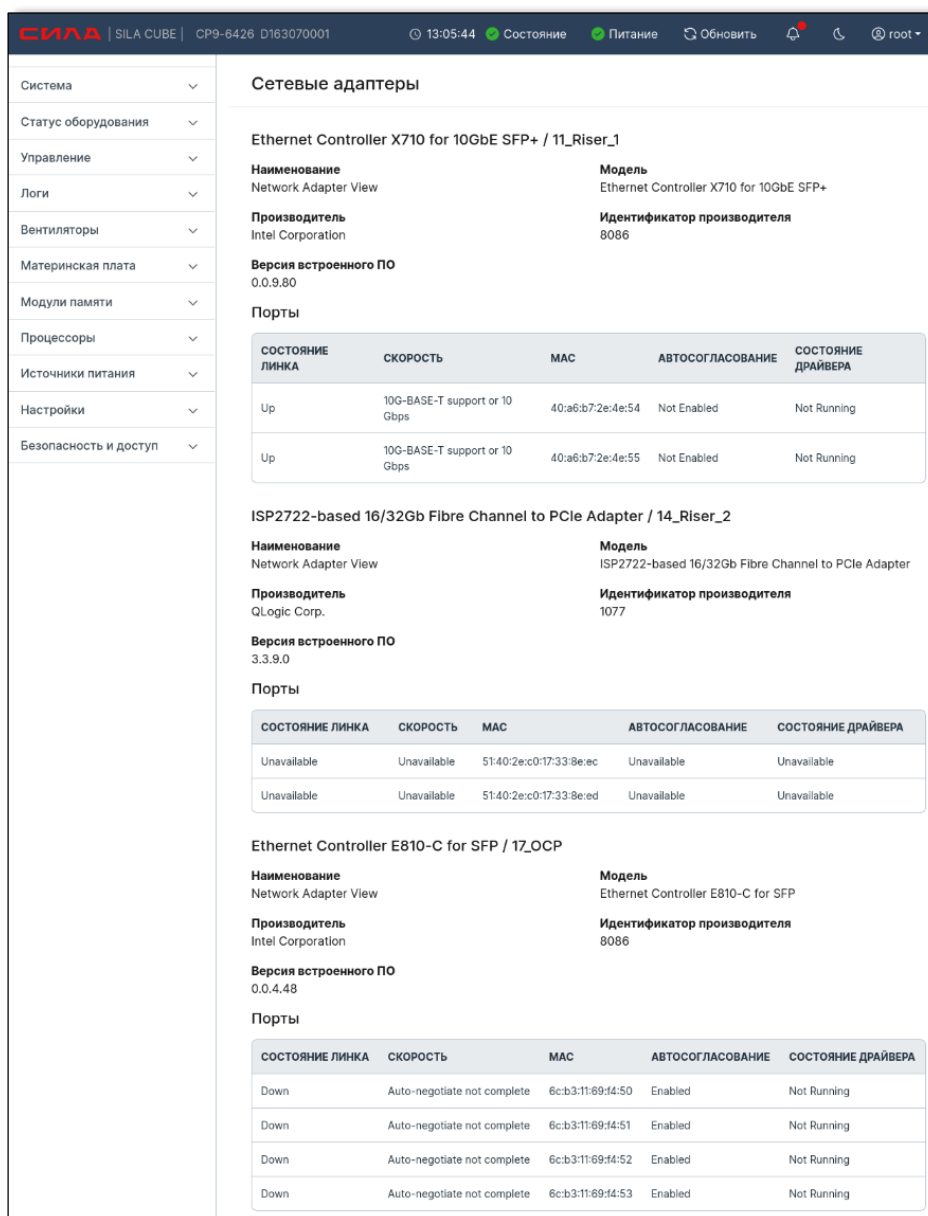 СИЛА | SILA CUBE | CP9-6426 D163070001 13:05:44 Состояние Питание Обновить root
Система
Статус оборудования
Управление
Логи
Вентиляторы
Материнская плата
Модули памяти
Процессоры
Источники питания
Настройки
Безопасность и доступ
Сетевые адаптеры
Ethernet Controller X710 for 10GbE SFP+ / 11_Riser_1
Наименование Модель
Network Adapter View Ethernet Controller X710 for 10GbE SFP+
Производитель Идентификатор производителя
Intel Corporation 8086
Версия встроенного ПО
0.0.9.80
Порты
СОСТОЯНИЕ ЛИНКА СКОРОСТЬ MAC АВТОСОГЛАСОВАНИЕ СОСТОЯНИЕ ДРАЙВЕРА
Up 10G-BASE-T support or 10 Gbps 40:a6:b7:2e:4e:54 Not Enabled Not Running
Up 10G-BASE-T support or 10 Gbps 40:a6:b7:2e:4e:55 Not Enabled Not Running
ISP2722-based 16/32Gb Fibre Channel to PCIe Adapter / 14_Riser_2
Наименование Модель
Network Adapter View ISP2722-based 16/32Gb Fibre Channel to PCIe Adapter
Производитель Идентификатор производителя
QLogic Corp. 1077
Версия встроенного ПО
3.3.9.0
Порты
СОСТОЯНИЕ ЛИНКА СКОРОСТЬ MAC АВТОСОГЛАСОВАНИЕ СОСТОЯНИЕ ДРАЙВЕРА
Unavailable Unavailable 51:40:2e:c0:17:33:8e:ec Unavailable Unavailable
Unavailable Unavailable 51:40:2e:c0:17:33:8e:ed Unavailable Unavailable
Ethernet Controller E810-C for SFP / 17_OCP
Наименование Модель
Network Adapter View Ethernet Controller E810-C for SFP
Производитель Идентификатор производителя
Intel Corporation 8086
Версия встроенного ПО
0.0.4.48
Порты
СОСТОЯНИЕ ЛИНКА СКОРОСТЬ MAC АВТОСОГЛАСОВАНИЕ СОСТОЯНИЕ ДРАЙВЕРА
Down Auto-negotiate not complete 6c:b3:11:69:f4:50 Enabled Not Running
Down Auto-negotiate not complete 6c:b3:11:69:f4:51 Enabled Not Running
Down Auto-negotiate not complete 6c:b3:11:69:f4:52 Enabled Not Running
Down Auto-negotiate not complete 6c:b3:11:69:f4:53 Enabled Not Running